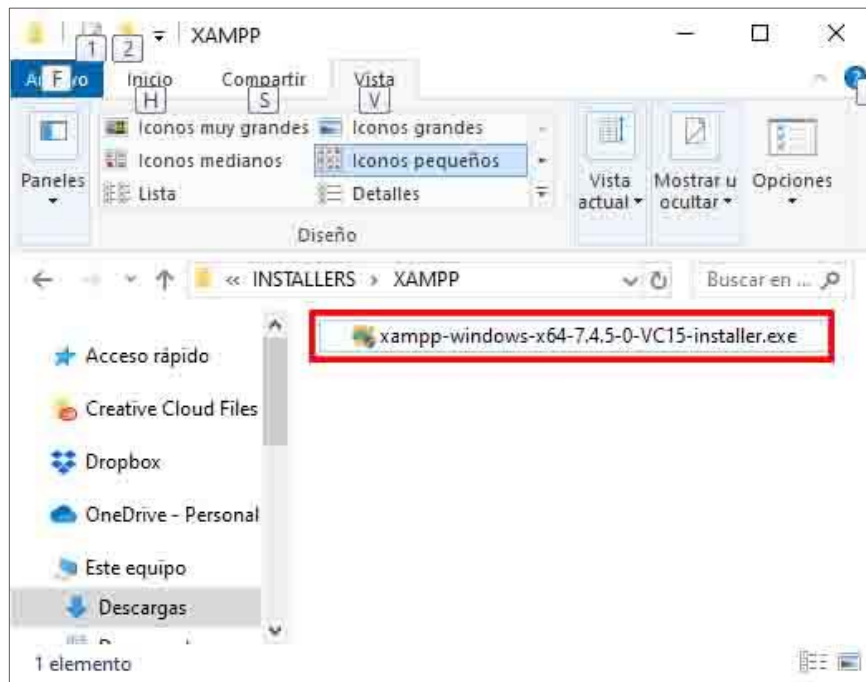 1 2 XAMPP
F Inicio Compartir Vista
H S V
Iconos muy grandes Iconos grandes
Iconos medianos Iconos pequeños
Lista Detalles
Paneles
Vista actual
Mostrar u ocultar
Opciones
Diseño
« INSTALLERS > XAMPP
Buscar en ...
xampp-windows-x64-7.4.5-0-VC15-installer.exe
Acceso rápido
Creative Cloud Files
Dropbox
OneDrive - Personal
Este equipo
Descargas
1 elemento